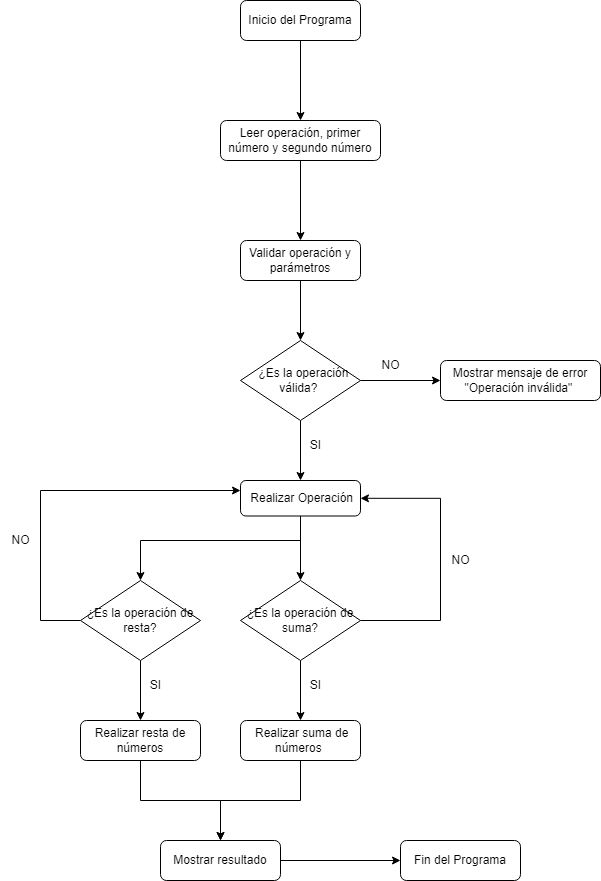 Inicio del Programa
Leer operación, primer
número y segundo número
Validar operación y
parámetros
¿Es la operación
válida?
NO
Mostrar mensaje de error
"Operación inválida"
SI
Realizar Operación
NO
NO
¿Es la operación de
resta?
¿Es la operación de
suma?
SI
SI
Realizar resta de
números
Realizar suma de
números
Mostrar resultado
Fin del Programa